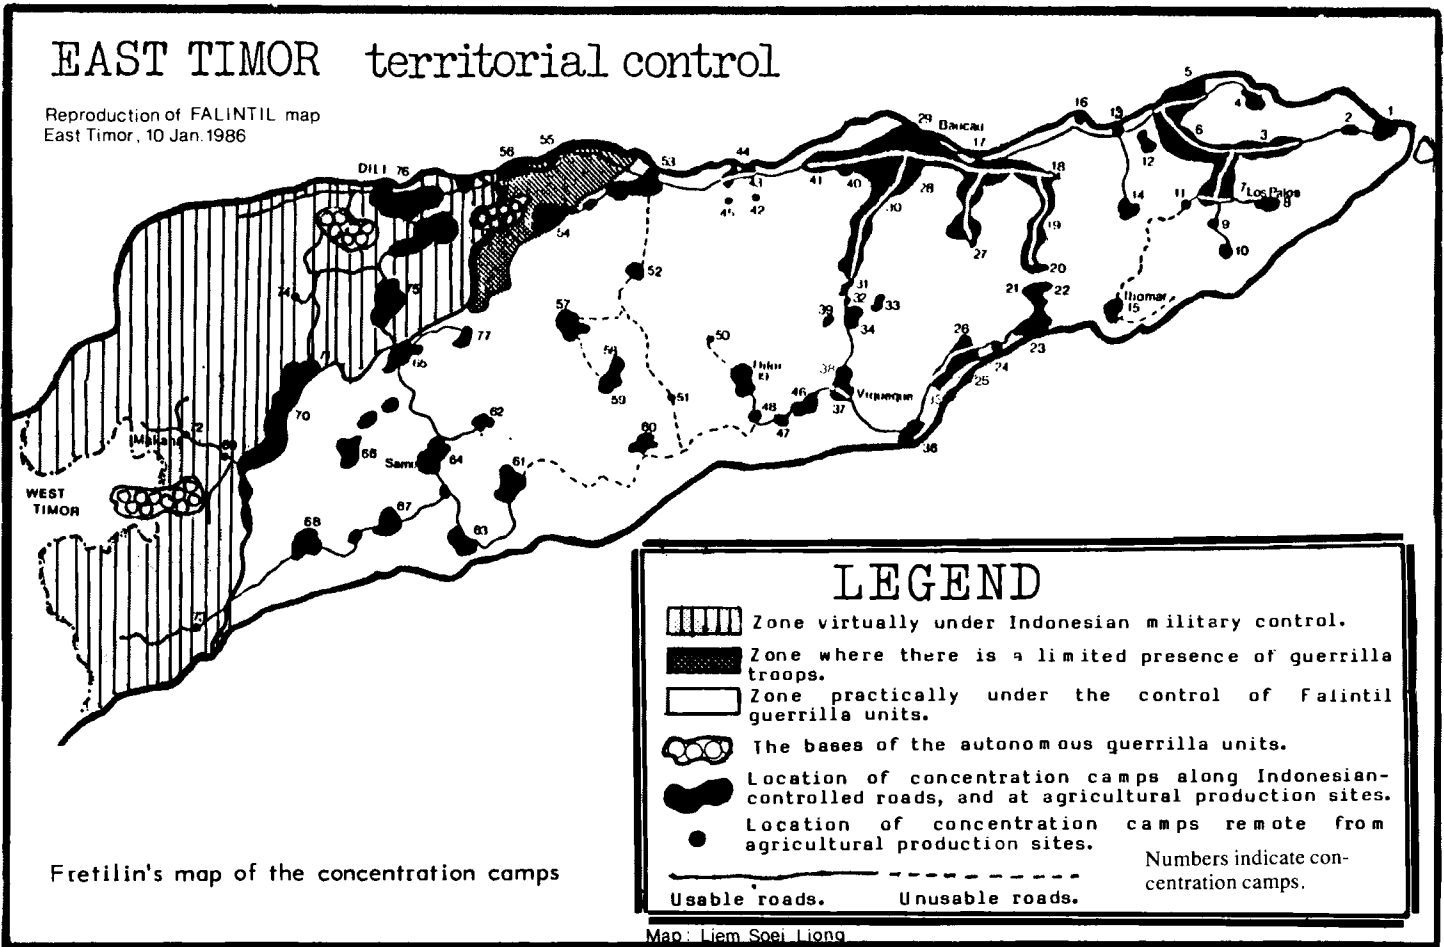 EAST TIMOR territorial control
Reproduction of FALINTIL map
East Timor, 10 Jan. 1986
DILI 76
56
55
53
44
43
45
42
41
40
29
Baucau
17
16
13
5
4
6
3
2
1
12
18
28
30
14
11
7 Los Palos
8
9
10
19
27
20
21
22
54
52
31
32
33
39
34
15
74
75
57
77
65
50
26
23
24
25
58
59
51
38
46
Viqueque
37
48
47
36
70
62
60
66
64
61
67
68
63
WEST
TIMOR
LEGEND
Zone virtually under Indonesian military control.
Zone where there is a limited presence of guerrilla
troops.
Zone practically under the control of Falintil
guerrilla units.
The bases of the autonomous guerrilla units.
Location of concentration camps along Indonesian-
controlled roads, and at agricultural production sites.
Location of concentration camps remote from
agricultural production sites.
Numbers indicate con-
centration camps.
Usable roads. Unusable roads.
Fretilin's map of the concentration camps
Map: Liem Soei Liong